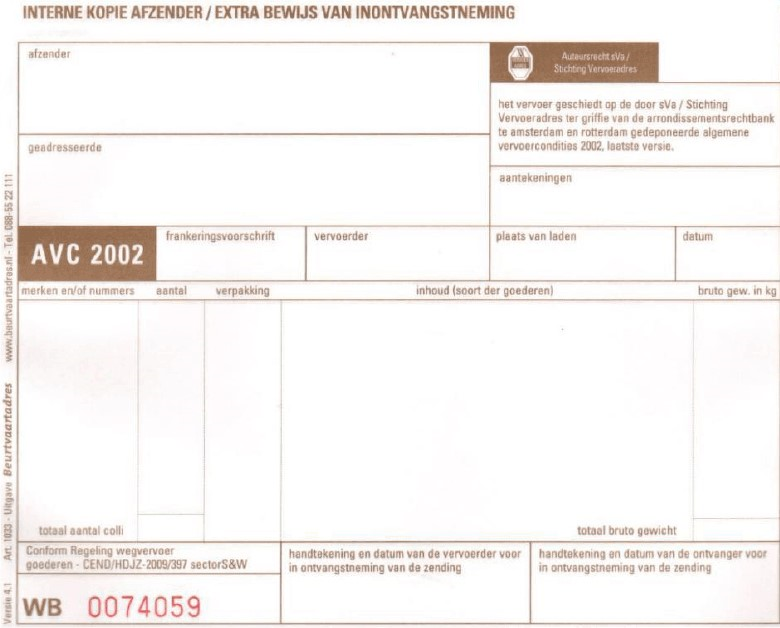 INTERNE KOPIE AFZENDER / EXTRA BEWIJS VAN INONTVANGSTNEMING
afzender
Auteursrecht sVa /
Stichting Vervoeradres
het vervoer geschiedt op de door sVa / Stichting
Vervoeradres ter griffie van de arrondissementsrechtbank
te amsterdam en rotterdam gedeponeerde algemene
vervoercondities 2002, laatste versie.
geadresseerde
aantekeningen
AVC 2002
frankeringsvoorschrift
vervoerder
plaats van laden
datum
merken en/of nummers aantal verpakking inhoud (soort der goederen) bruto gew. in kg
totaal aantal colli
totaal bruto gewicht
Conform Regeling wegvervoer
goederen - CEND/HDJZ-2009/397 sectorS&W
handtekening en datum van de vervoerder voor
in ontvangstneming van de zending
handtekening en datum van de ontvanger voor
in ontvangstneming van de zending
WB 0074059
Versie 4.1 Art. 1033 - Uitgave Beurtvaartadres www.beurtvaartadres.nl - Tel. 088-55 22 111